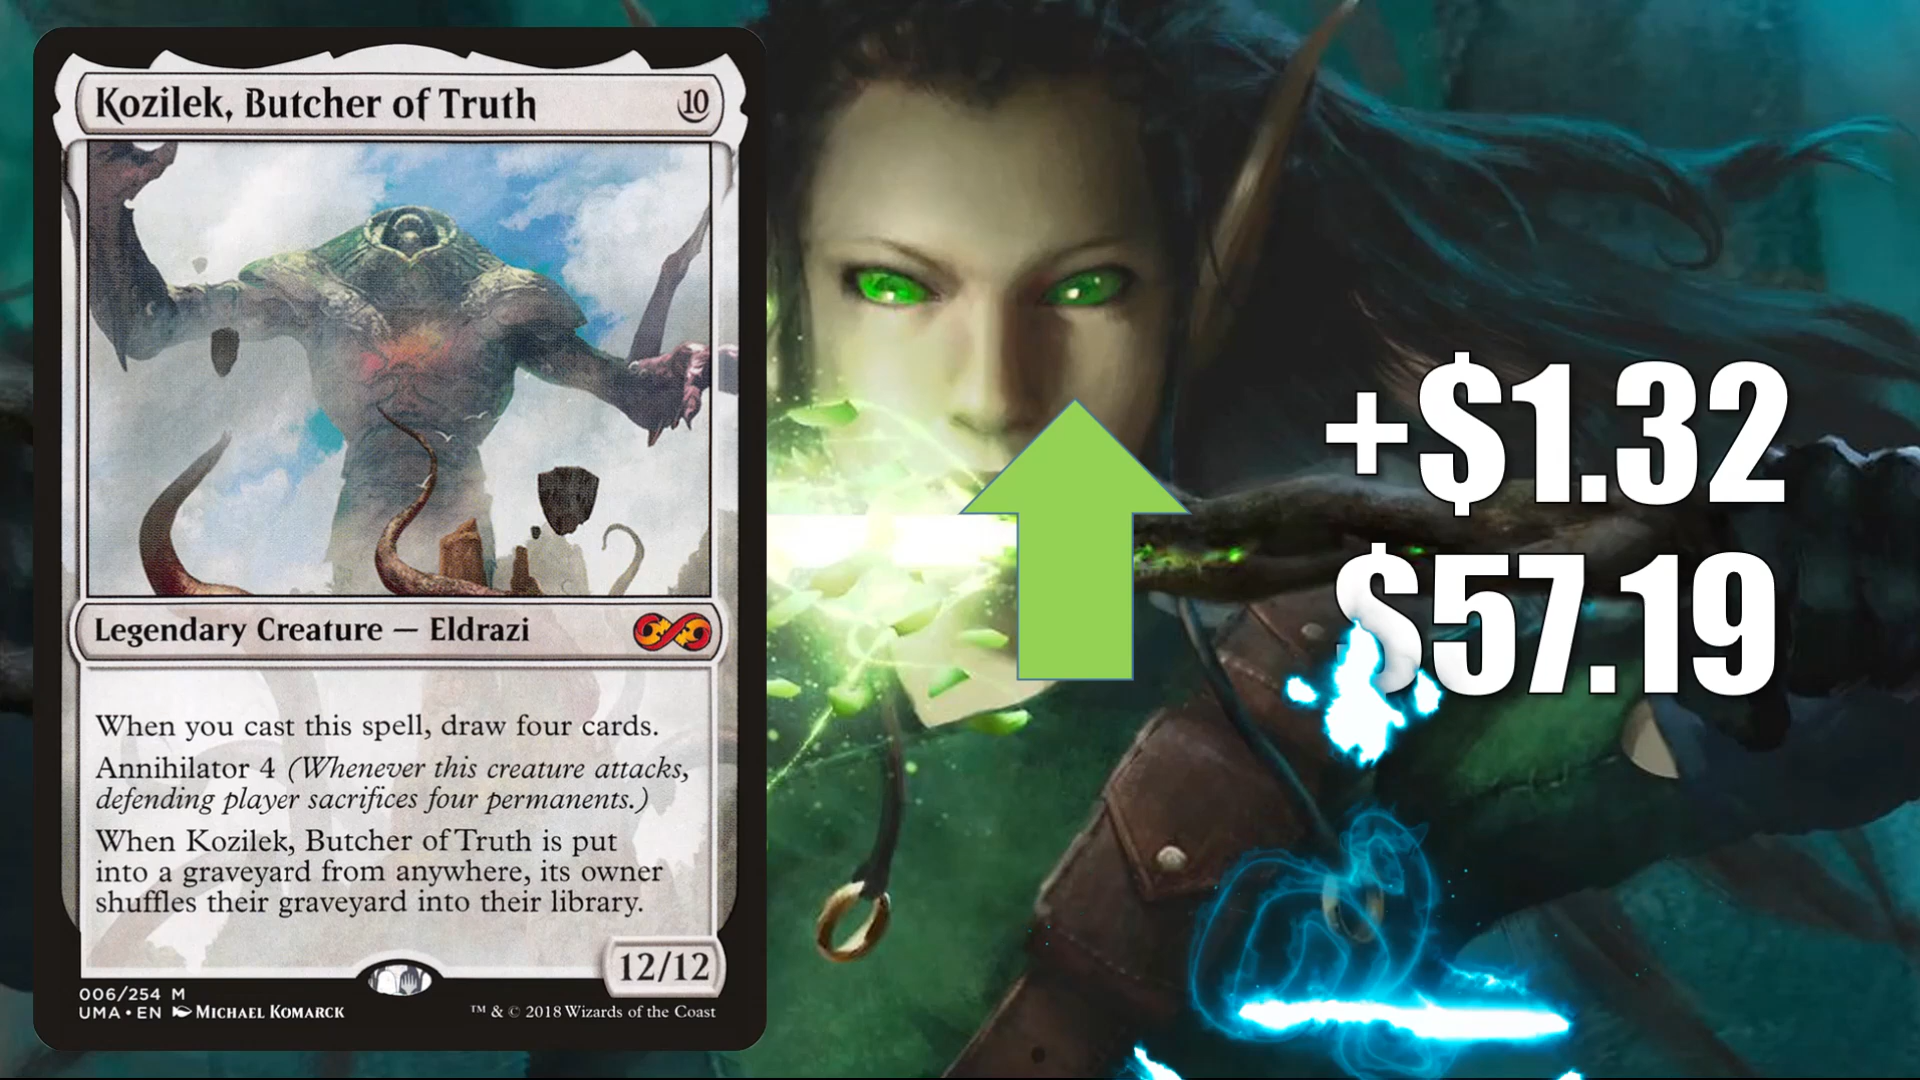 Kozilek, Butcher of Truth
10
Legendary Creature — Eldrazi
When you cast this spell, draw four cards.
Annihilator 4 (Whenever this creature attacks,
defending player sacrifices four permanents.)
When Kozilek, Butcher of Truth is put
into a graveyard from anywhere, its owner
shuffles their graveyard into their library.
12/12
006/254 M
UMA • EN Michael Komarck
™ & © 2018 Wizards of the Coast
+$1.32
$57.19